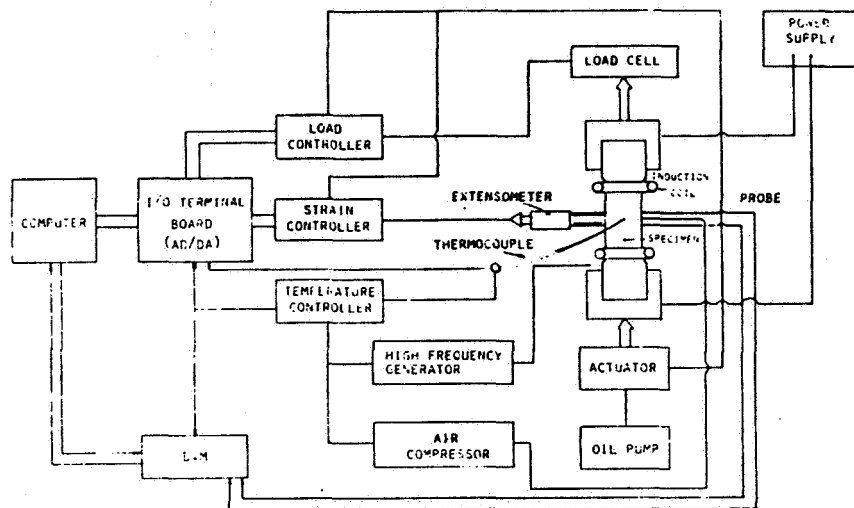 POWER
SUPPLY
LOAD CELL
LOAD
CONTROLLER
INDUCTION
COIL
EXTENSOMETER
PROBE
I/O TERMINAL
BOARD
(AD/DA)
COMPUTER
STRAIN
CONTROLLER
THERMOCOUPLE
SPECIMEN
TEMPERATURE
CONTROLLER
HIGH FREQUENCY
GENERATOR
ACTUATOR
AIR
COMPRESSOR
OIL PUMP